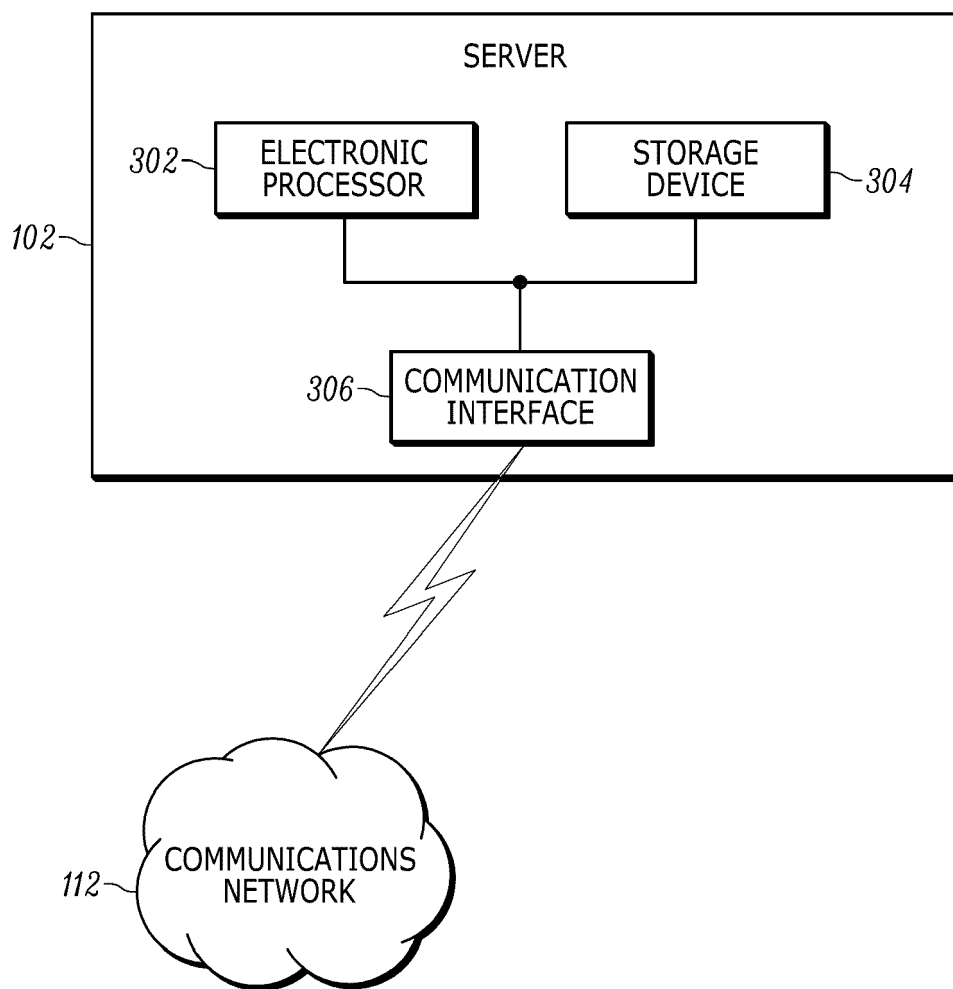 SERVER
302
ELECTRONIC
PROCESSOR
STORAGE
DEVICE
304
102
306
COMMUNICATION
INTERFACE
COMMUNICATIONS
NETWORK
112